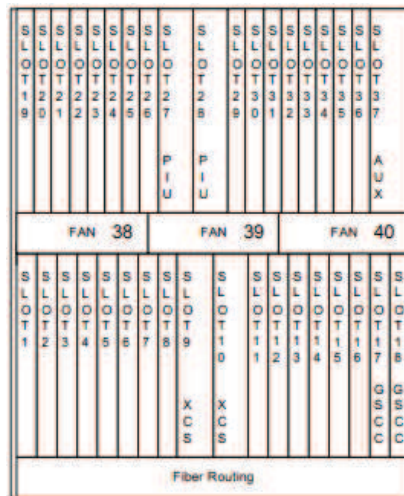 SLOT19
SLOT20
SLOT21
SLOT22
SLOT23
SLOT24
SLOT25
SLOT26
SLOT27 PIU
SLOT28 PIU
SLOT29
SLOT30
SLOT31
SLOT32
SLOT33
SLOT34
SLOT35
SLOT36
SLOT37 AUX
FAN 38
FAN 39
FAN 40
SLOT1
SLOT2
SLOT3
SLOT4
SLOT5
SLOT6
SLOT7
SLOT8
SLOT9 XCS
SLOT10 XCS
SLOT11
SLOT12
SLOT13
SLOT14
SLOT15
SLOT16
SLOT17 GSCC
SLOT18 GSCC
Fiber Routing